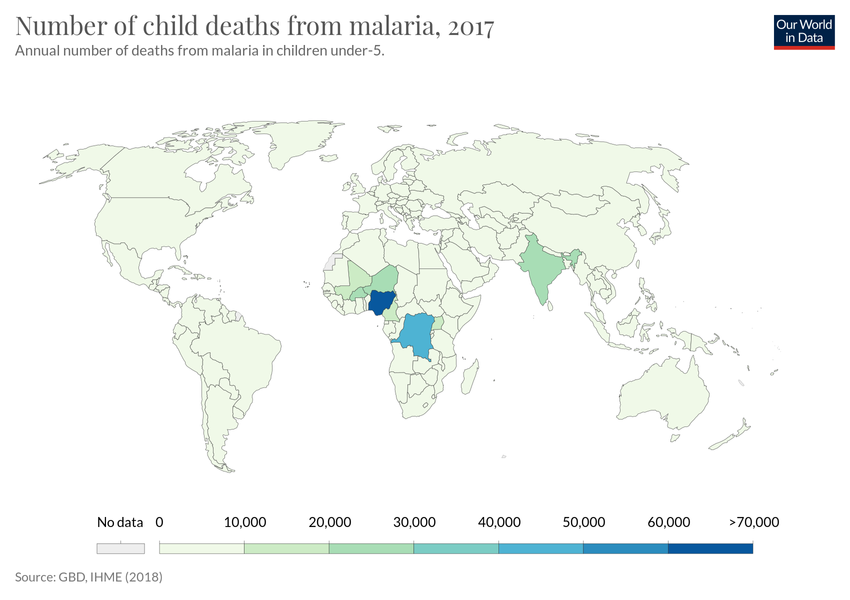 Number of child deaths from malaria, 2017
Annual number of deaths from malaria in children under-5.
Our World
in Data
No data 0 10,000 20,000 30,000 40,000 50,000 60,000 >70,000
Source: GBD, IHME (2018)